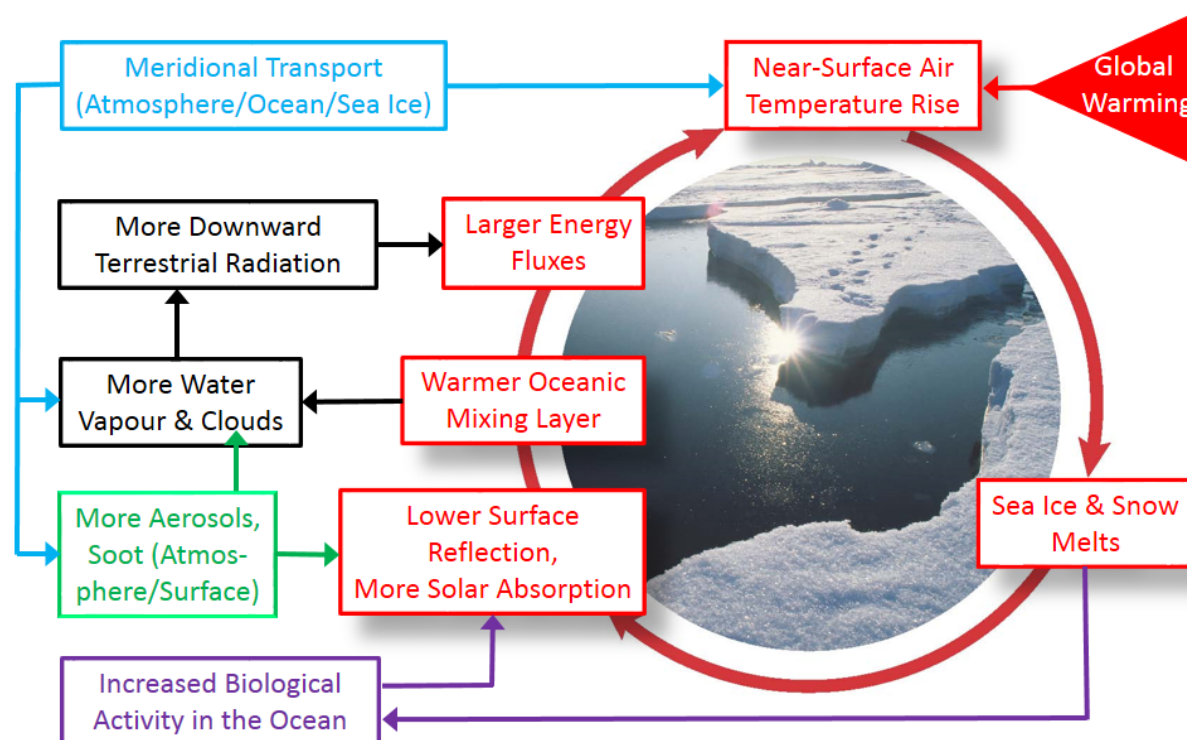 Meridional Transport
(Atmosphere/Ocean/Sea Ice)
Near-Surface Air
Temperature Rise
Global
Warming
More Downward
Terrestrial Radiation
Larger Energy
Fluxes
More Water
Vapour & Clouds
Warmer Oceanic
Mixing Layer
More Aerosols,
Soot (Atmos-
phere/Surface)
Lower Surface
Reflection,
More Solar Absorption
Sea Ice & Snow
Melts
Increased Biological
Activity in the Ocean